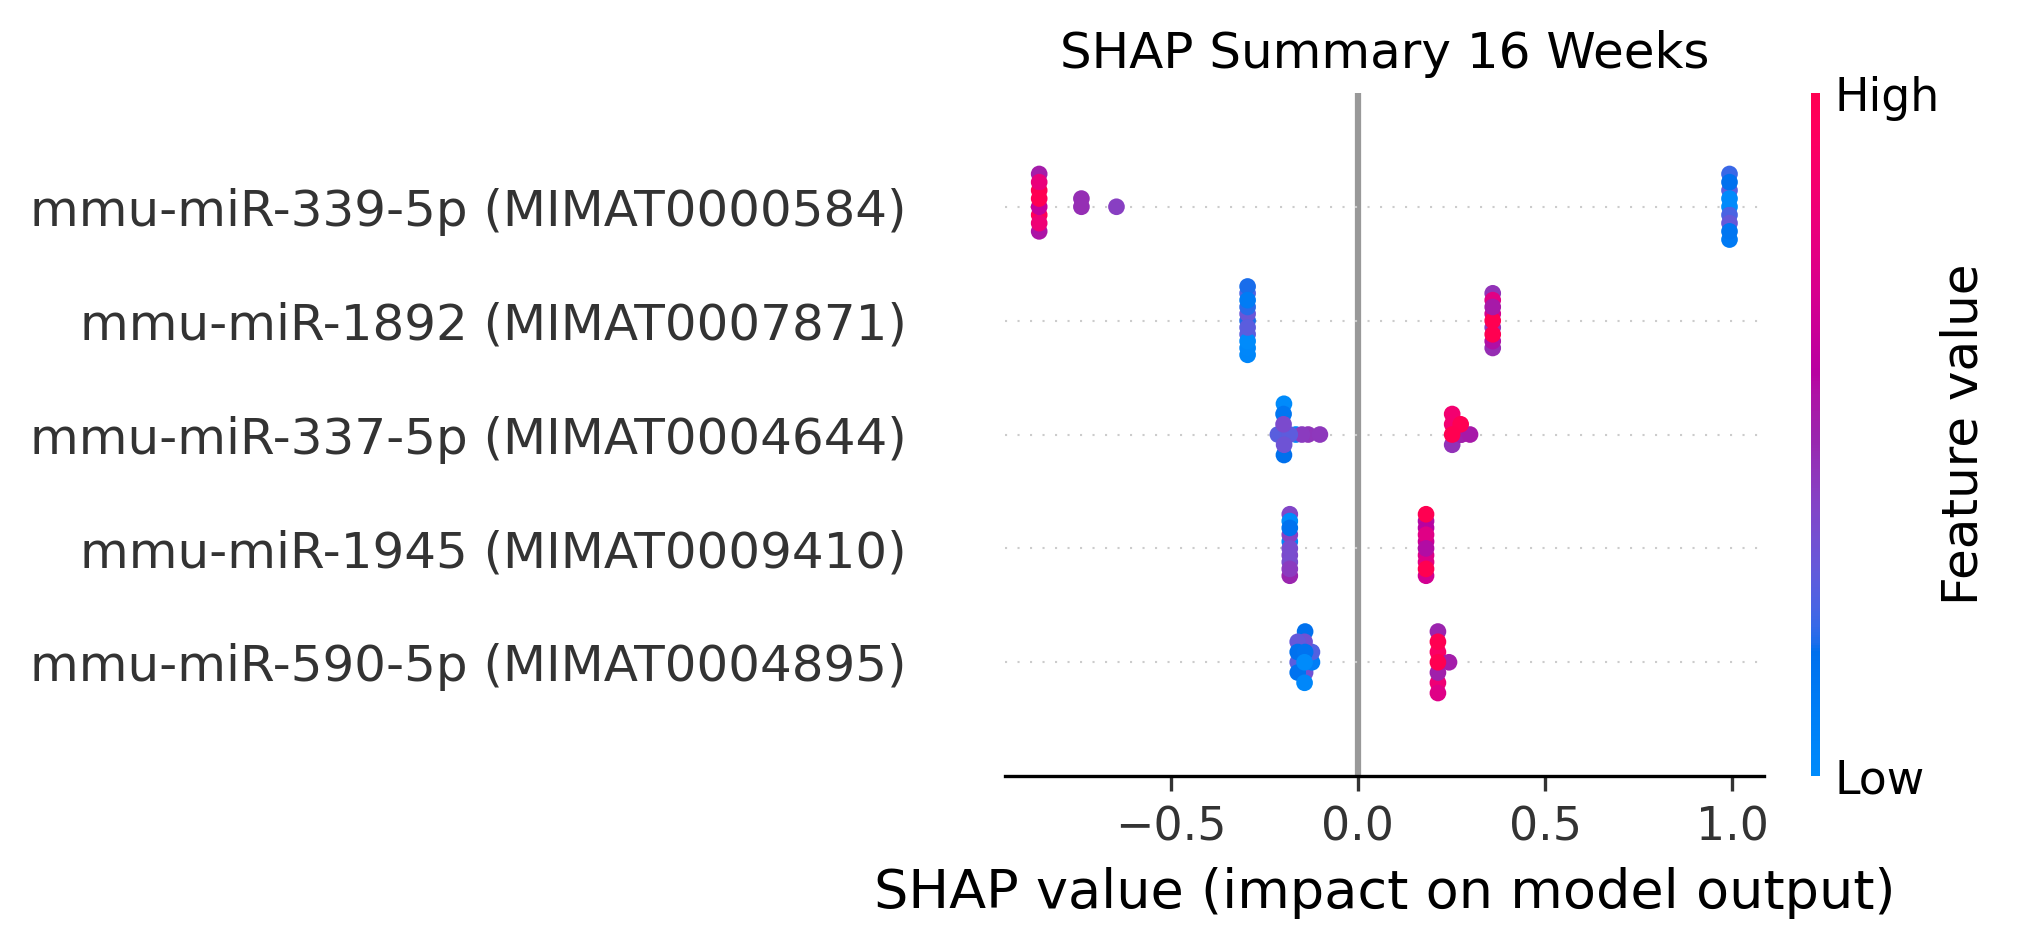 SHAP Summary 16 Weeks
High
mmu-miR-339-5p (MIMAT0000584)
mmu-miR-1892 (MIMAT0007871)
mmu-miR-337-5p (MIMAT0004644)
mmu-miR-1945 (MIMAT0009410)
mmu-miR-590-5p (MIMAT0004895)
Feature value
Low
−0.5 0.0 0.5 1.0
SHAP value (impact on model output)